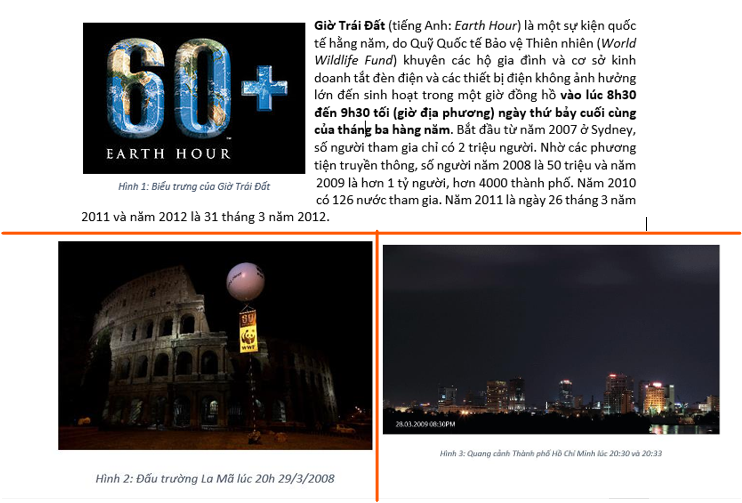 60+
EARTH HOUR
Hình 1: Biểu trưng của Giờ Trái Đất
Giờ Trái Đất (tiếng Anh: Earth Hour) là một sự kiện quốc
tế hằng năm, do Quỹ Quốc tế Bảo vệ Thiên nhiên (World
Wildlife Fund) khuyên các hộ gia đình và cơ sở kinh
doanh tắt đèn điện và các thiết bị điện không ảnh hưởng
lớn đến sinh hoạt trong một giờ đồng hồ vào lúc 8h30
đến 9h30 tối (giờ địa phương) ngày thứ bảy cuối cùng
của tháng ba hàng năm. Bắt đầu từ năm 2007 ở Sydney,
số người tham gia chỉ có 2 triệu người. Nhờ các phương
tiện truyền thông, số người năm 2008 là 50 triệu và năm
2009 là hơn 1 tỷ người, hơn 4000 thành phố. Năm 2010
có 126 nước tham gia. Năm 2011 là ngày 26 tháng 3 năm
2011 và năm 2012 là 31 tháng 3 năm 2012.
WWF
Hình 2: Đấu trường La Mã lúc 20h 29/3/2008
28.03.2009 08:30PM
Hình 3: Quang cảnh Thành phố Hồ Chí Minh lúc 20:30 và 20:33